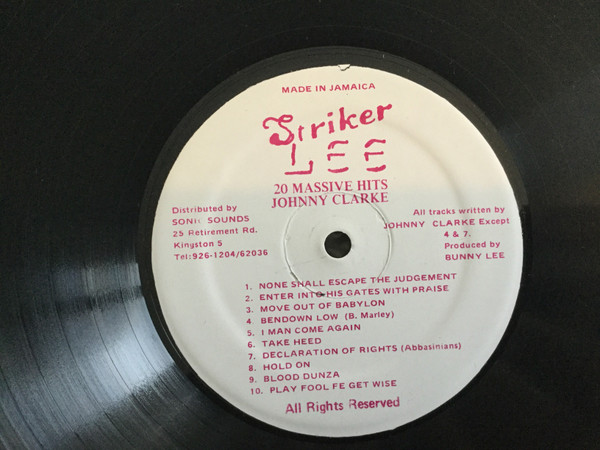 MADE IN JAMAICA
Striker
LEE
20 MASSIVE HITS
JOHNNY CLARKE
Distributed by
SONIC SOUNDS
25 Retirement Rd.
Kingston 5
Tel:926-1204/62036
All tracks written by
JOHNNY CLARKE Except
4 & 7.
Produced by
BUNNY LEE
1. NONE SHALL ESCAPE THE JUDGEMENT
2. ENTER INTO HIS GATES WITH PRAISE
3. MOVE OUT OF BABYLON
4. BENDOWN LOW (B. Marley)
5. I MAN COME AGAIN
6. TAKE HEED
7. DECLARATION OF RIGHTS (Abbasinians)
8. HOLD ON
9. BLOOD DUNZA
10. PLAY FOOL FE GET WISE
All Rights Reserved